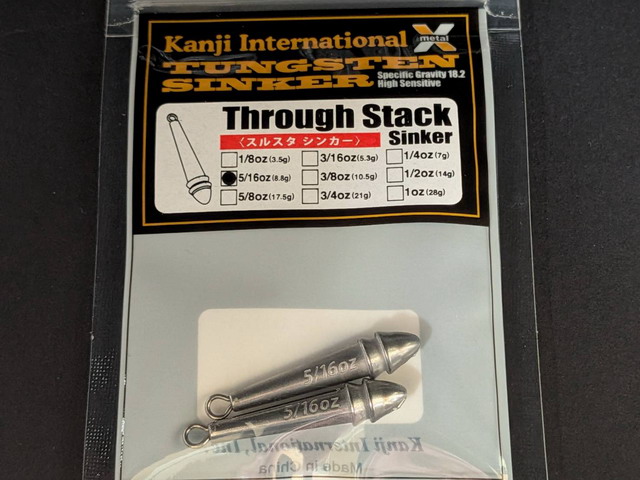 Kanji International X metal
TUNGSTEN
SINKER
Specific Gravity 18.2
High Sensitive
Through Stack
〈スルスタ シンカー〉 Sinker
1/8oz(3.5g) 3/16oz(5.3g) 1/4oz(7g)
5/16oz(8.8g) 3/8oz(10.5g) 1/2oz(14g)
5/8oz(17.5g) 3/4oz(21g) 1oz(28g)
5/16oz
5/16oz
Kanji International, Inc.
Made in China